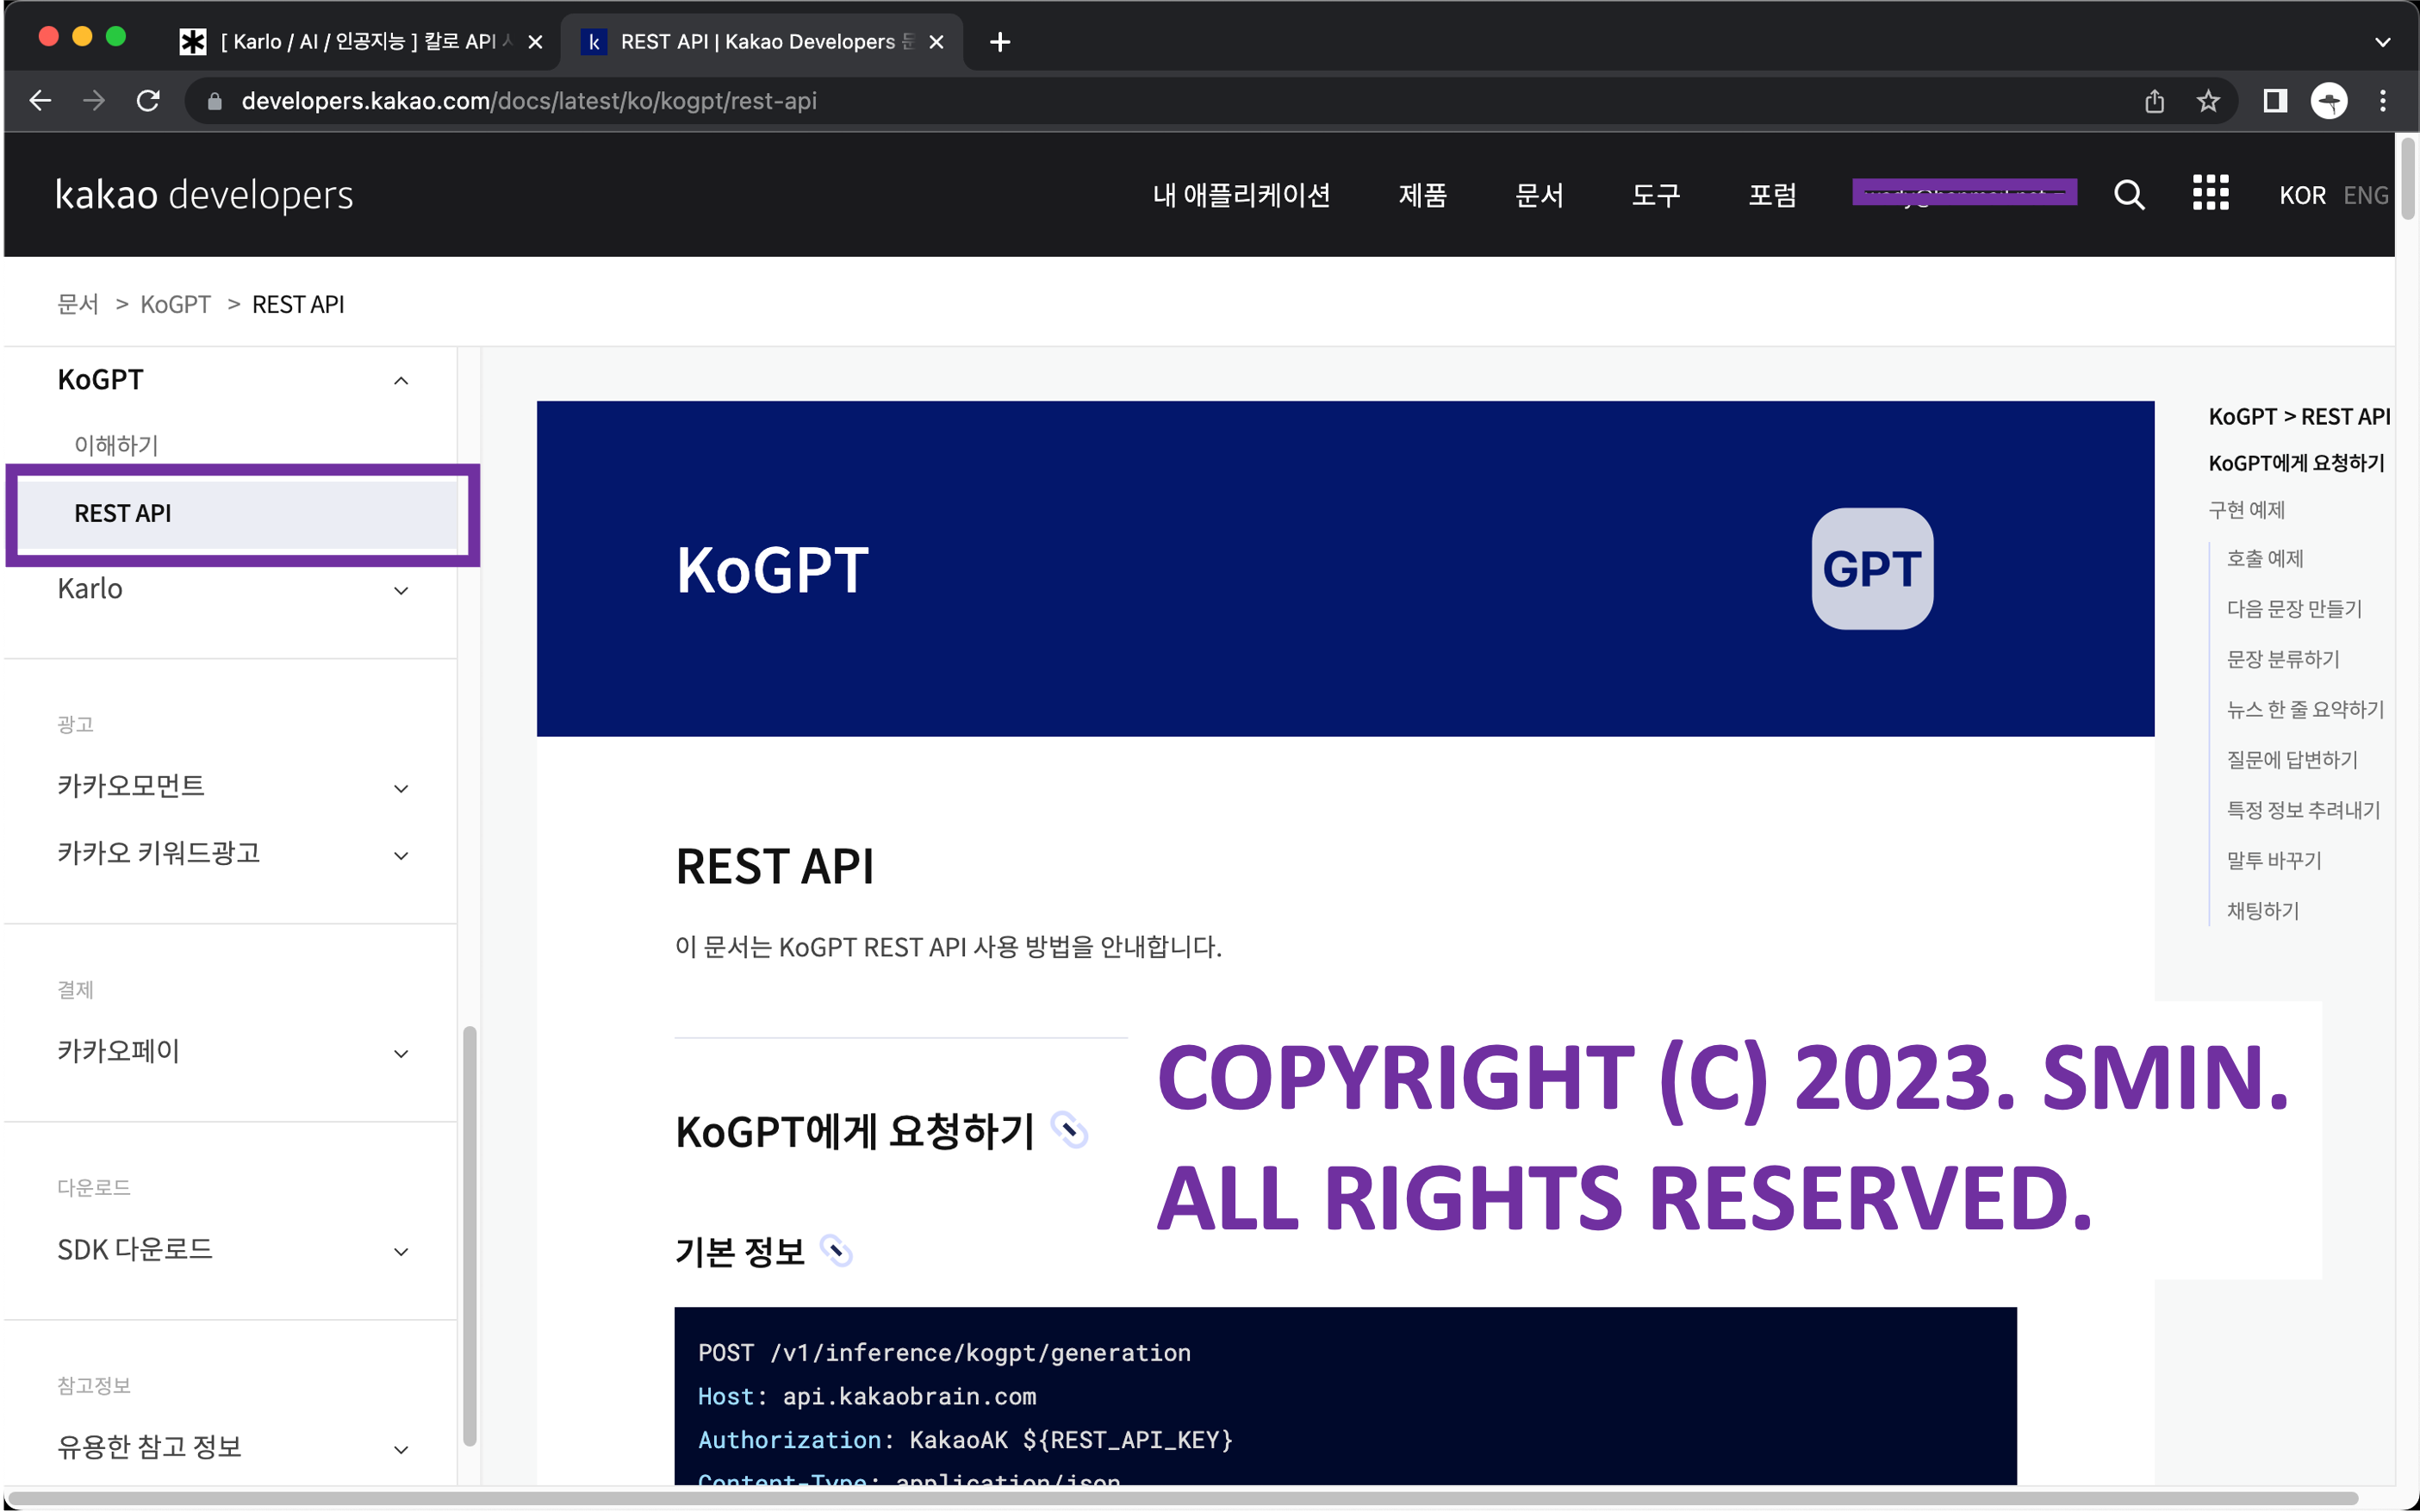 [ Karlo / AI / 인공지능 ] 칼로 API
REST API | Kakao Developers
developers.kakao.com/docs/latest/ko/kogpt/rest-api
kakao developers
내 애플리케이션 제품 문서 도구 포럼 KOR ENG
문서 > KoGPT > REST API
KoGPT
이해하기
REST API
Karlo
광고
카카오모먼트
카카오 키워드광고
결제
카카오페이
다운로드
SDK 다운로드
참고정보
유용한 참고 정보
KoGPT
GPT
REST API
이 문서는 KoGPT REST API 사용 방법을 안내합니다.
KoGPT에게 요청하기
기본 정보
POST /v1/inference/kogpt/generation
Host: api.kakaobrain.com
Authorization: KakaoAK ${REST_API_KEY}
Content-Type: application/json
COPYRIGHT (C) 2023. SMIN.
ALL RIGHTS RESERVED.
KoGPT > REST API
KoGPT에게 요청하기
구현 예제
호출 예제
다음 문장 만들기
문장 분류하기
뉴스 한 줄 요약하기
질문에 답변하기
특정 정보 추려내기
말투 바꾸기
채팅하기